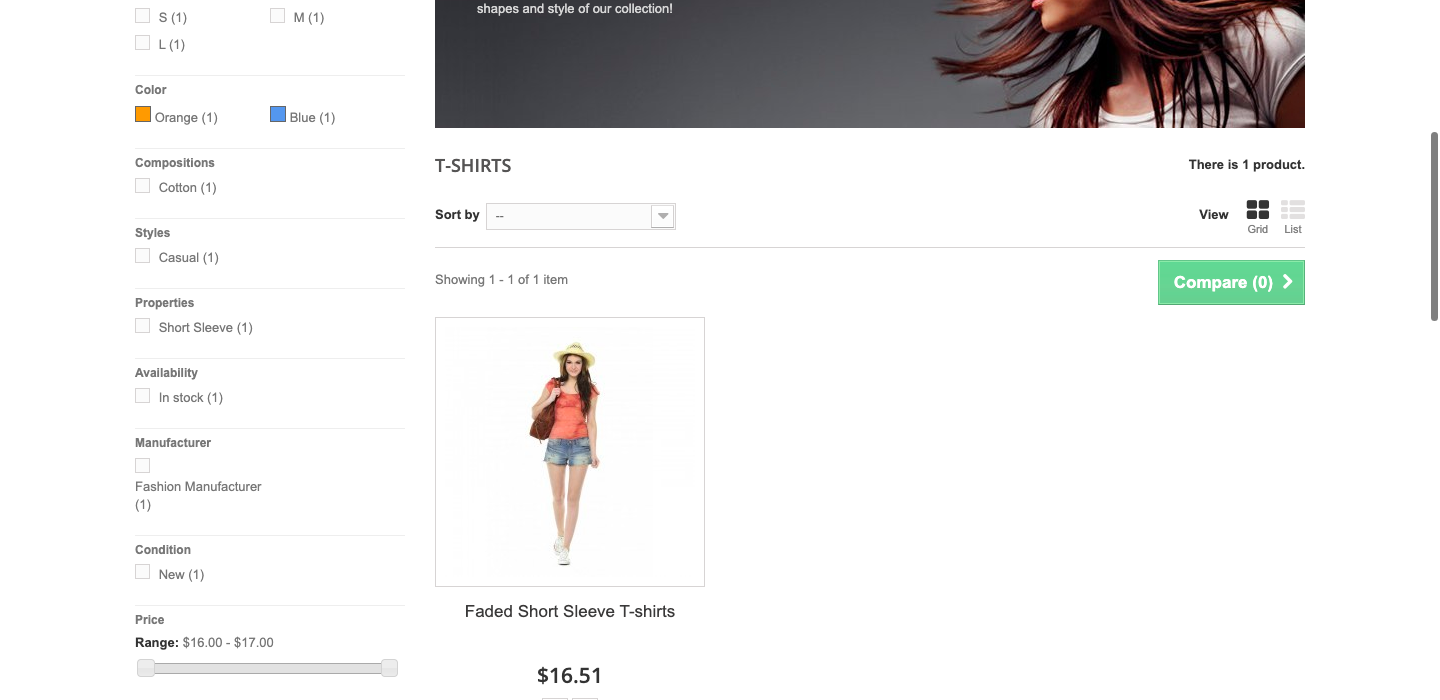 S (1)
M (1)
L (1)
Color
Orange (1)
Blue (1)
Compositions
Cotton (1)
Styles
Casual (1)
Properties
Short Sleeve (1)
Availability
In stock (1)
Manufacturer
Fashion Manufacturer
(1)
Condition
New (1)
Price
Range: $16.00 - $17.00
shapes and style of our collection!
T-SHIRTS
There is 1 product.
Sort by
--
View
Grid
List
Showing 1 - 1 of 1 item
Compare (0)
Faded Short Sleeve T-shirts
$16.51